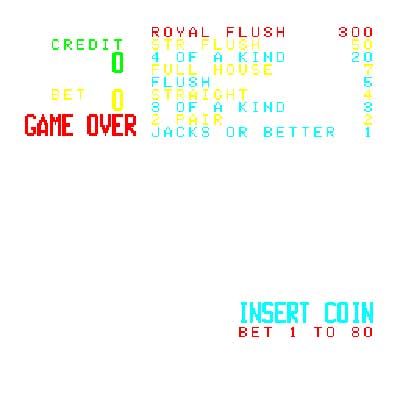 ROYAL FLUSH 300
CREDIT STR FLUSH 50
0 4 OF A KIND 20
FULL HOUSE 7
FLUSH 5
BET STRAIGHT 4
0 3 OF A KIND 3
GAME OVER 2 PAIR 2
JACKS OR BETTER 1
INSERT COIN
BET 1 TO 80